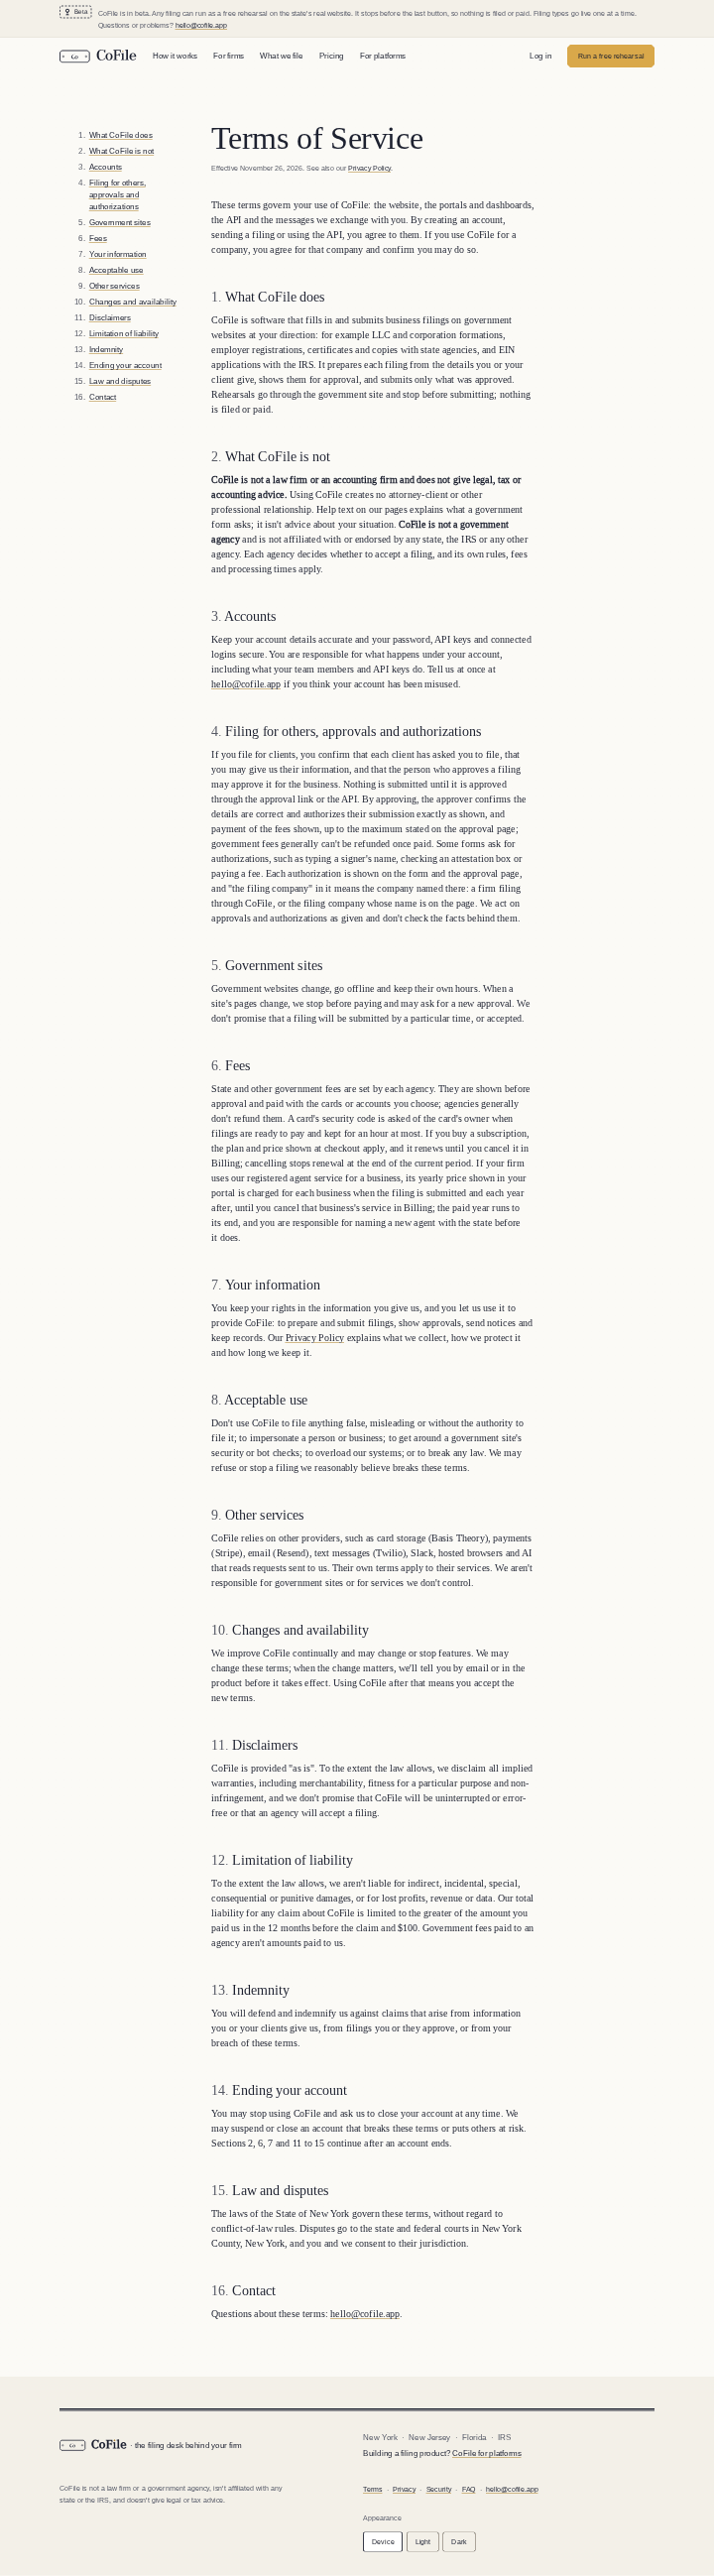 Beta CoFile is in beta. Any filing can run as a free rehearsal on the state's real website. It stops before the last button, so nothing is filed or paid. Filing types go live one at a time.
Questions or problems? hello@cofile.app
Co CoFile How it works For firms What we file Pricing For platforms Log in Run a free rehearsal
1. What CoFile does
2. What CoFile is not
3. Accounts
4. Filing for others,
approvals and
authorizations
5. Government sites
6. Fees
7. Your information
8. Acceptable use
9. Other services
10. Changes and availability
11. Disclaimers
12. Limitation of liability
13. Indemnity
14. Ending your account
15. Law and disputes
16. Contact
Terms of Service
Effective November 26, 2026. See also our Privacy Policy.
These terms govern your use of CoFile: the website, the portals and dashboards,
the API and the messages we exchange with you. By creating an account,
sending a filing or using the API, you agree to them. If you use CoFile for a
company, you agree for that company and confirm you may do so.
1. What CoFile does
CoFile is software that fills in and submits business filings on government
websites at your direction: for example LLC and corporation formations,
employer registrations, certificates and copies with state agencies, and EIN
applications with the IRS. It prepares each filing from the details you or your
client give, shows them for approval, and submits only what was approved.
Rehearsals go through the government site and stop before submitting; nothing
is filed or paid.
2. What CoFile is not
CoFile is not a law firm or an accounting firm and does not give legal, tax or
accounting advice. Using CoFile creates no attorney-client or other
professional relationship. Help text on our pages explains what a government
form asks; it isn't advice about your situation. CoFile is not a government
agency and is not affiliated with or endorsed by any state, the IRS or any other
agency. Each agency decides whether to accept a filing, and its own rules, fees
and processing times apply.
3. Accounts
Keep your account details accurate and your password, API keys and connected
logins secure. You are responsible for what happens under your account,
including what your team members and API keys do. Tell us at once at
hello@cofile.app if you think your account has been misused.
4. Filing for others, approvals and authorizations
If you file for clients, you confirm that each client has asked you to file, that
you may give us their information, and that the person who approves a filing
may approve it for the business. Nothing is submitted until it is approved
through the approval link or the API. By approving, the approver confirms the
details are correct and authorizes their submission exactly as shown, and
payment of the fees shown, up to the maximum stated on the approval page;
government fees generally can't be refunded once paid. Some forms ask for
authorizations, such as typing a signer's name, checking an attestation box or
paying a fee. Each authorization is shown on the form and the approval page,
and "the filing company" in it means the company named there: a firm filing
through CoFile, or the filing company whose name is on the page. We act on
approvals and authorizations as given and don't check the facts behind them.
5. Government sites
Government websites change, go offline and keep their own hours. When a
site's pages change, we stop before paying and may ask for a new approval. We
don't promise that a filing will be submitted by a particular time, or accepted.
6. Fees
State and other government fees are set by each agency. They are shown before
approval and paid with the cards or accounts you choose; agencies generally
don't refund them. A card's security code is asked of the card's owner when
filings are ready to pay and kept for an hour at most. If you buy a subscription,
the plan and price shown at checkout apply, and it renews until you cancel it in
Billing; cancelling stops renewal at the end of the current period. If your firm
uses our registered agent service for a business, its yearly price shown in your
portal is charged for each business when the filing is submitted and each year
after, until you cancel that business's service in Billing; the paid year runs to
its end, and you are responsible for naming a new agent with the state before
it does.
7. Your information
You keep your rights in the information you give us, and you let us use it to
provide CoFile: to prepare and submit filings, show approvals, send notices and
keep records. Our Privacy Policy explains what we collect, how we protect it
and how long we keep it.
8. Acceptable use
Don't use CoFile to file anything false, misleading or without the authority to
file it; to impersonate a person or business; to get around a government site's
security or bot checks; to overload our systems; or to break any law. We may
refuse or stop a filing we reasonably believe breaks these terms.
9. Other services
CoFile relies on other providers, such as card storage (Basis Theory), payments
(Stripe), email (Resend), text messages (Twilio), Slack, hosted browsers and AI
that reads requests sent to us. Their own terms apply to their services. We aren't
responsible for government sites or for services we don't control.
10. Changes and availability
We improve CoFile continually and may change or stop features. We may
change these terms; when the change matters, we'll tell you by email or in the
product before it takes effect. Using CoFile after that means you accept the
new terms.
11. Disclaimers
CoFile is provided "as is". To the extent the law allows, we disclaim all implied
warranties, including merchantability, fitness for a particular purpose and non-
infringement, and we don't promise that CoFile will be uninterrupted or error-
free or that an agency will accept a filing.
12. Limitation of liability
To the extent the law allows, we aren't liable for indirect, incidental, special,
consequential or punitive damages, or for lost profits, revenue or data. Our total
liability for any claim about CoFile is limited to the greater of the amount you
paid us in the 12 months before the claim and $100. Government fees paid to an
agency aren't amounts paid to us.
13. Indemnity
You will defend and indemnify us against claims that arise from information
you or your clients give us, from filings you or they approve, or from your
breach of these terms.
14. Ending your account
You may stop using CoFile and ask us to close your account at any time. We
may suspend or close an account that breaks these terms or puts others at risk.
Sections 2, 6, 7 and 11 to 15 continue after an account ends.
15. Law and disputes
The laws of the State of New York govern these terms, without regard to
conflict-of-law rules. Disputes go to the state and federal courts in New York
County, New York, and you and we consent to their jurisdiction.
16. Contact
Questions about these terms: hello@cofile.app.
Co CoFile · the filing desk behind your firm
CoFile is not a law firm or a government agency, isn't affiliated with any
state or the IRS, and doesn't give legal or tax advice.
New York · New Jersey · Florida · IRS
Building a filing product? CoFile for platforms
Terms · Privacy · Security · FAQ · hello@cofile.app
Appearance
Device Light Dark